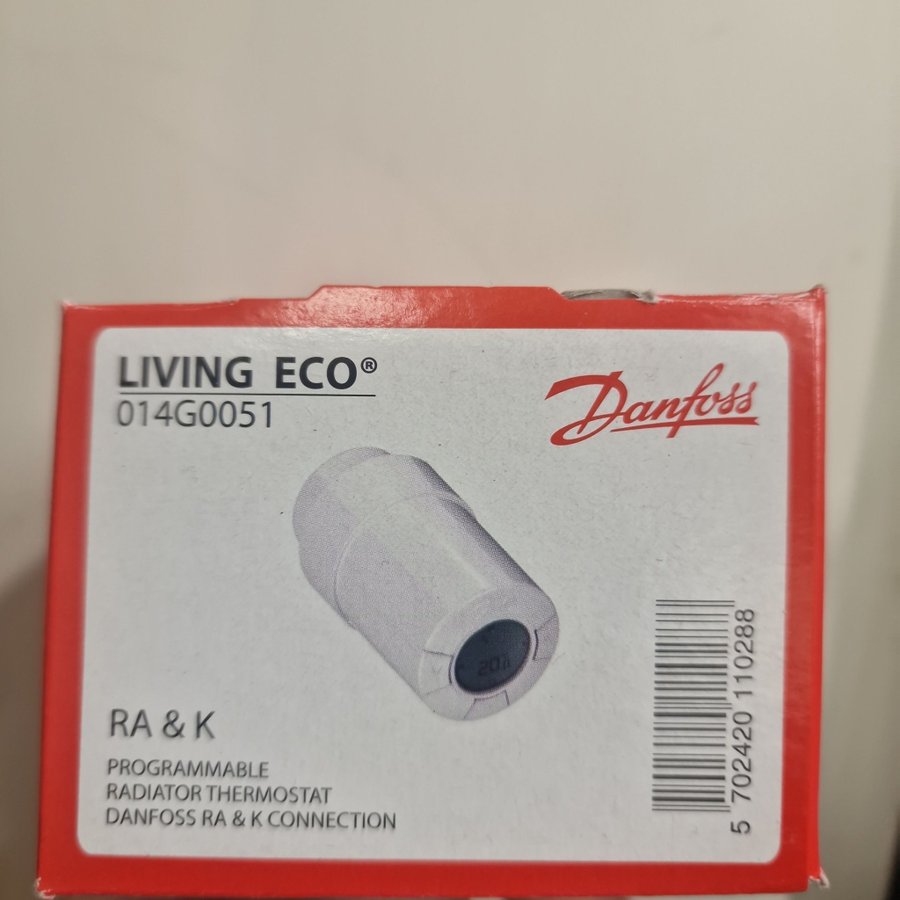 LIVING ECO®
014G0051
Danfoss
RA & K
PROGRAMMABLE
RADIATOR THERMOSTAT
DANFOSS RA & K CONNECTION
5 702420 110288